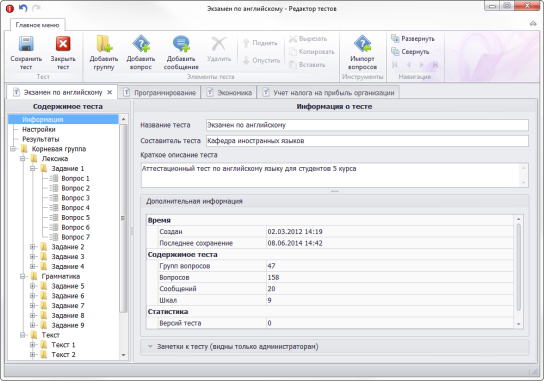 Экзамен по английскому - Редактор тестов
Главное меню
Сохранить тест
Закрыть тест
Добавить группу
Добавить вопрос
Добавить сообщение
Удалить
Поднять
Опустить
Вырезать
Копировать
Вставить
Импорт вопросов
Развернуть
Свернуть
Тест
Элементы теста
Инструменты
Навигация
Экзамен по английскому
Программирование
Экономика
Учет налога на прибыль организации
Содержимое теста
Информация
Настройки
Результаты
Корневая группа
Лексика
Задание 1
Вопрос 1
Вопрос 2
Вопрос 3
Вопрос 4
Вопрос 5
Вопрос 6
Вопрос 7
Задание 2
Задание 3
Задание 4
Грамматика
Задание 5
Задание 6
Задание 7
Задание 8
Задание 9
Текст
Текст 1
Текст 2
Информация о тесте
Название теста Экзамен по английскому
Составитель теста Кафедра иностранных языков
Краткое описание теста
Аттестационный тест по английскому языку для студентов 5 курса
Дополнительная информация
Время
Создан 02.03.2012 14:19
Последнее сохранение 08.06.2014 14:42
Содержимое теста
Групп вопросов 47
Вопросов 158
Сообщений 20
Шкал 9
Статистика
Версий теста 0
Заметки к тесту (видны только администраторам)